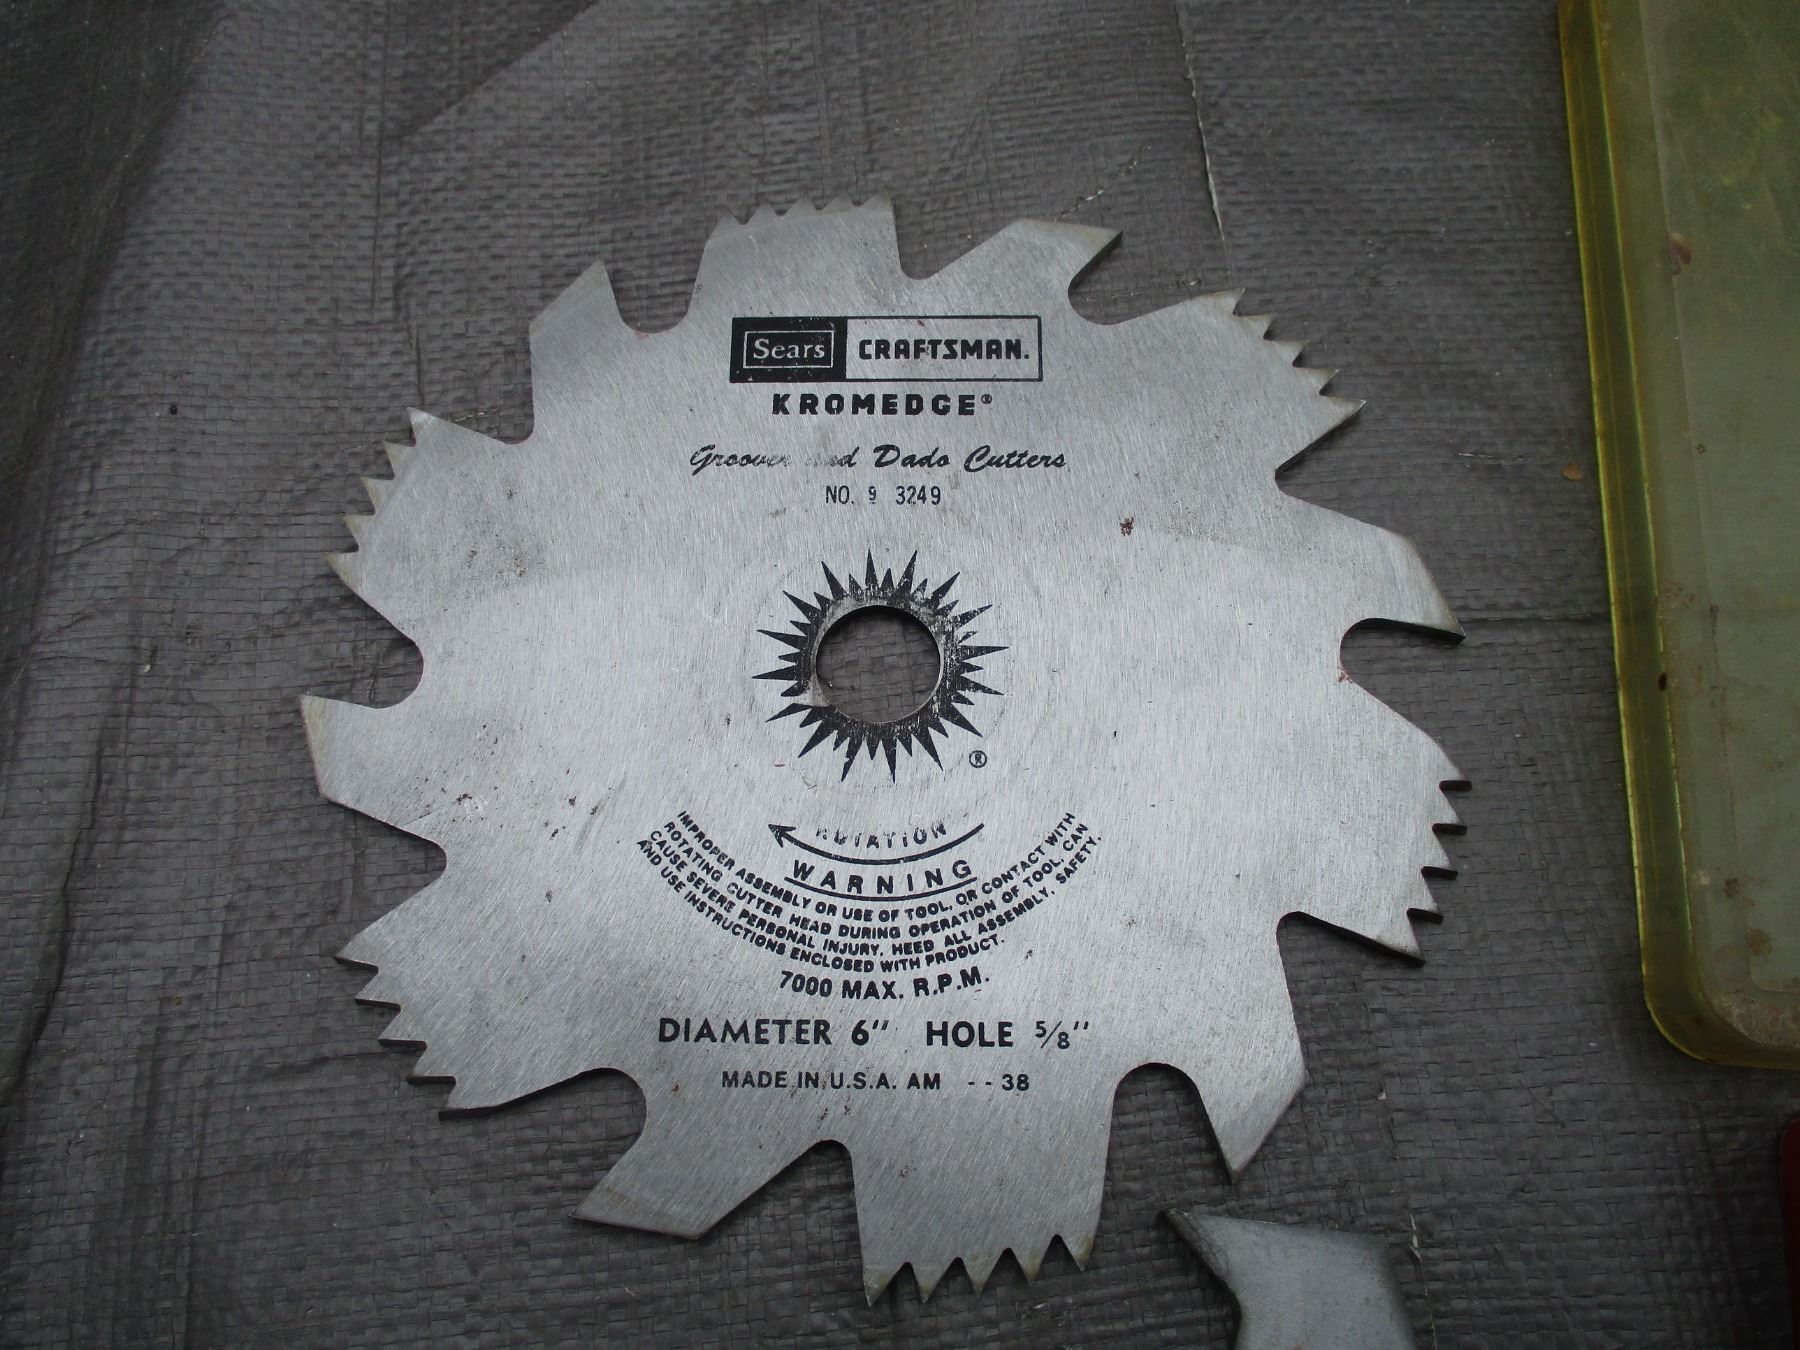 Sears CRAFTSMAN.
KROMEDGE®
Groover and Dado Cutters
NO. 9 3249
®
ROTATION
WARNING
IMPROPER ASSEMBLY OR USE OF TOOL, OR CONTACT WITH
ROTATING CUTTER HEAD DURING OPERATION OF TOOL, CAN
CAUSE SEVERE PERSONAL INJURY. HEED ALL ASSEMBLY, SAFETY,
AND USE INSTRUCTIONS ENCLOSED WITH PRODUCT.
7000 MAX. R.P.M.
DIAMETER 6" HOLE 5/8"
MADE IN U.S.A. AM - - 38